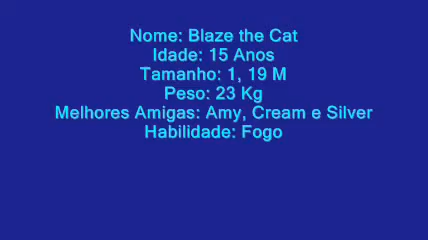 Nome: Blaze the Cat
Idade: 15 Anos
Tamanho: 1, 19 M
Peso: 23 Kg
Melhores Amigas: Amy, Cream e Silver
Habilidade: Fogo